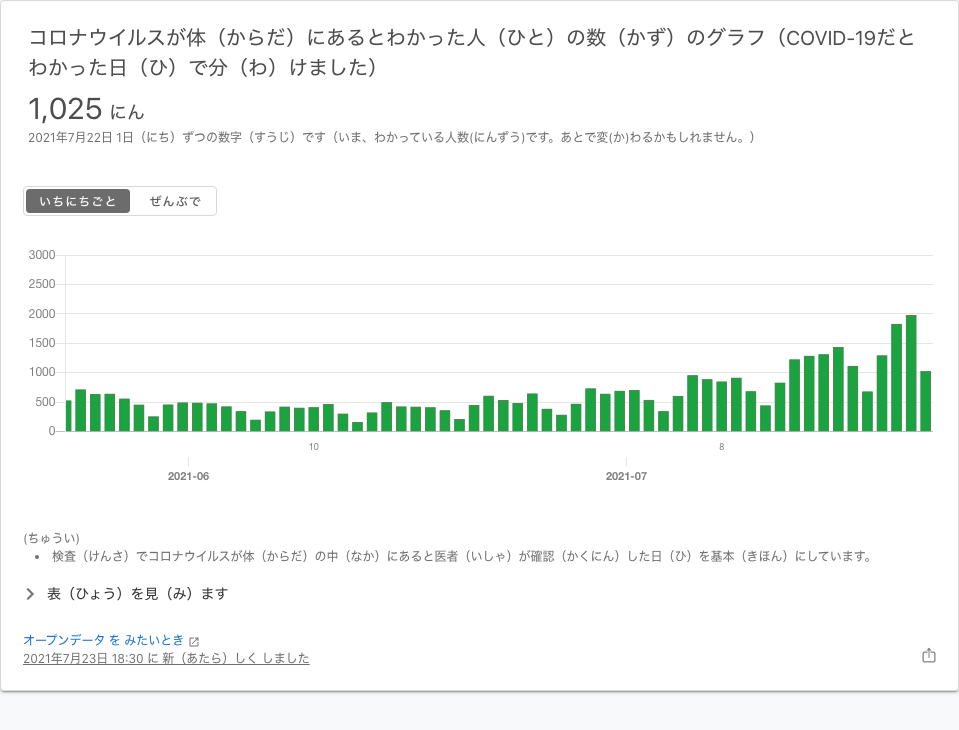 コロナウイルスが体（からだ）にあるとわかった人（ひと）の数（かず）のグラフ（COVID-19だと
わかった日（ひ）で分（わ）けました）
1,025 にん
2021年7月22日 1日（にち）ずつの数字（すうじ）です（いま、わかっている人数(にんずう)です。あとで変(か)わるかもしれません。）
いちにちごと ぜんぶで
3000
2500
2000
1500
1000
500
0
10 8
2021-06 2021-07
(ちゅうい)
• 検査（けんさ）でコロナウイルスが体（からだ）の中（なか）にあると医者（いしゃ）が確認（かくにん）した日（ひ）を基本（きほん）にしています。
表（ひょう）を見（み）ます
オープンデータ を みたいとき
2021年7月23日 18:30 に 新（あたら）しく しました